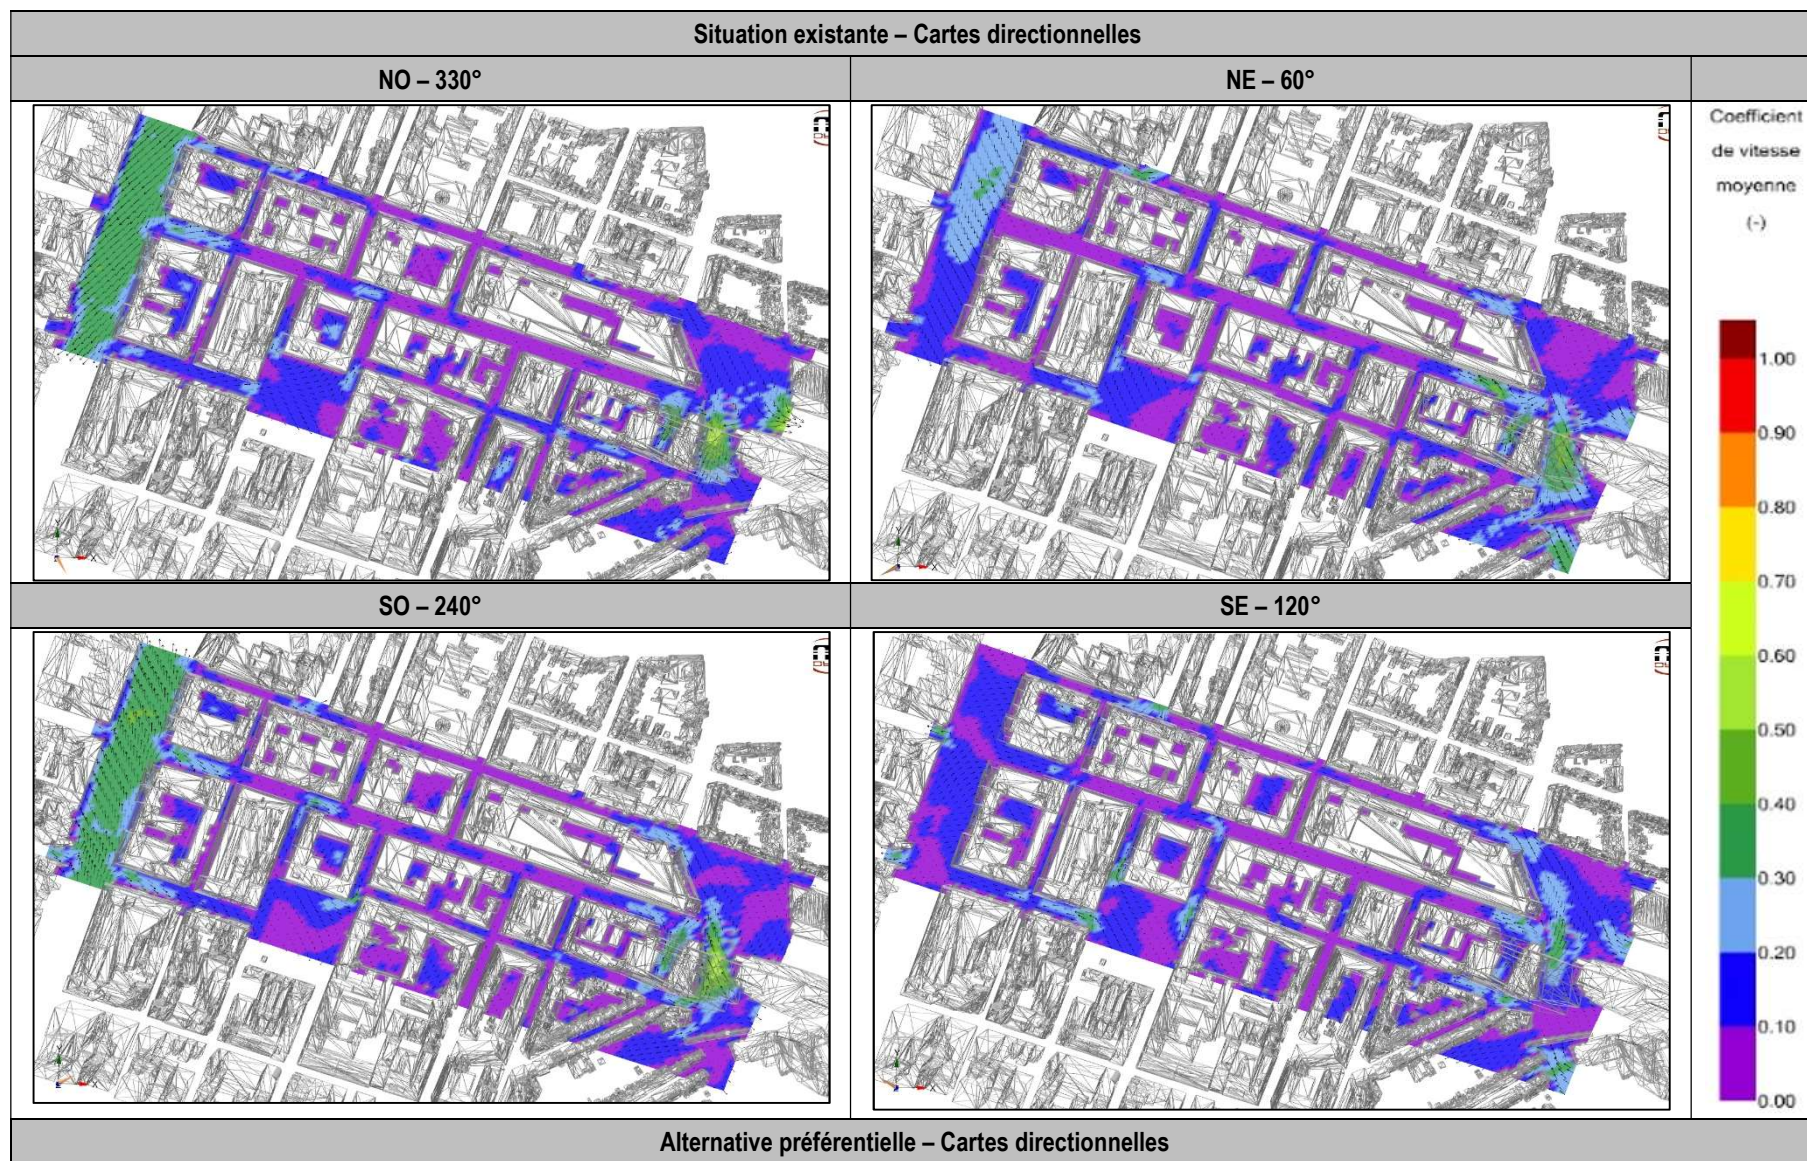 Situation existante – Cartes directionnelles
NO – 330°
NE – 60°
Coefficient
de vitesse
moyenne
(-)
1.00
0.90
0.80
0.70
0.60
0.50
0.40
0.30
0.20
0.10
0.00
SO – 240°
SE – 120°
Alternative préférentielle – Cartes directionnelles